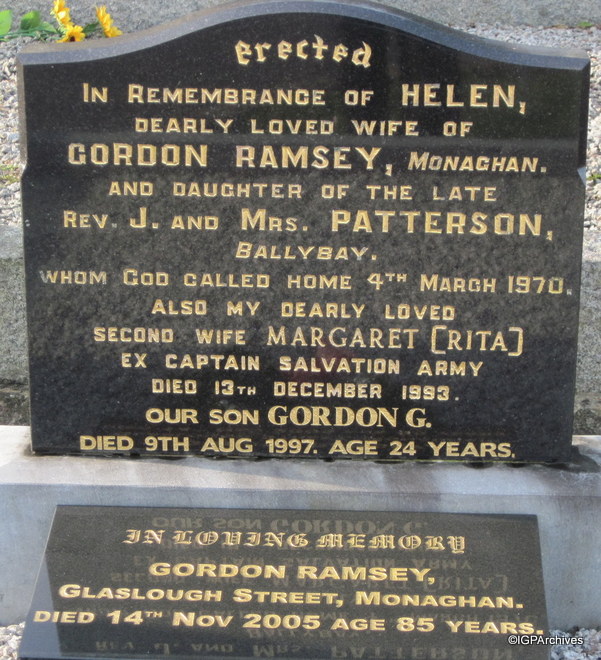 erected
IN REMEMBRANCE OF HELEN,
DEARLY LOVED WIFE OF
GORDON RAMSEY, MONAGHAN.
AND DAUGHTER OF THE LATE
REV. J. AND MRS. PATTERSON,
BALLYBAY.
WHOM GOD CALLED HOME 4TH MARCH 1970.
ALSO MY DEARLY LOVED
SECOND WIFE MARGARET [RITA]
EX CAPTAIN SALVATION ARMY
DIED 13TH DECEMBER 1993.
OUR SON GORDON G.
DIED 9TH AUG 1997. AGE 24 YEARS.
IN LOVING MEMORY
GORDON RAMSEY,
GLASLOUGH STREET, MONAGHAN.
DIED 14TH NOV 2005 AGE 85 YEARS.
©IGPArchives